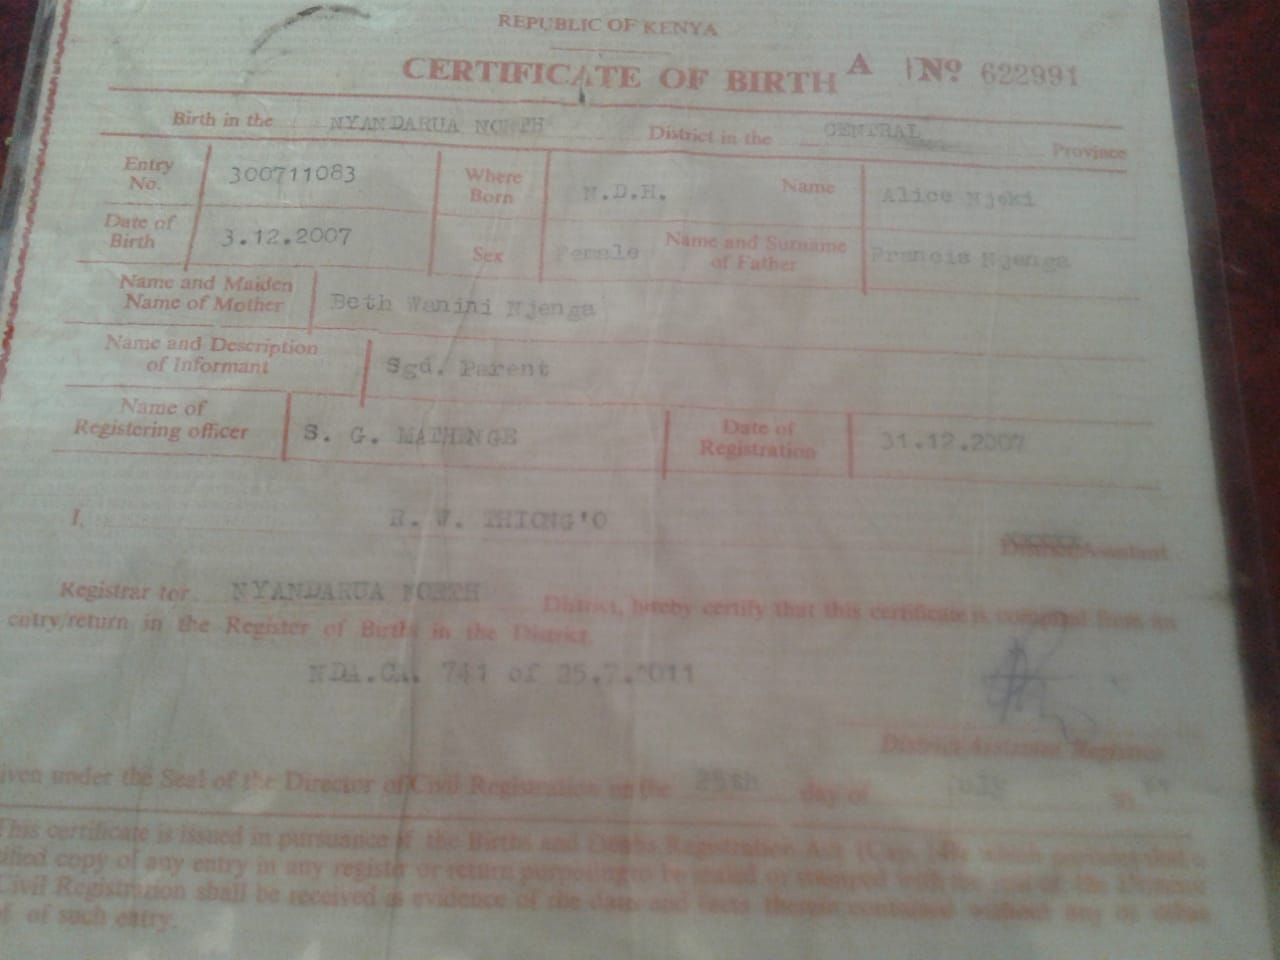 REPUBLIC OF KENYA
CERTIFICATE OF BIRTH A No 622991
Birth in the NYANDARUA NORTH District in the CENTRAL Province
Entry No. 300711083 Where Born N.D.H. Name Alice Njoki
Date of Birth 3.12.2007 Sex Female Name and Surname of Father Francis Njenga
Name and Maiden Name of Mother Beth Wanini Njenga
Name and Description of Informant Sgd. Parent
Name of Registering officer S. G. MATHENGE Date of Registration 31.12.2007
I, R. W. THIONG'O Assistant
Registrar for NYANDARUA NORTH District, hereby certify that this certificate is compiled from an
entry/return in the Register of Births in the District.
NDA.CA. 741 of 25.7.2011
District Assistant Registrar
iven under the Seal of the Director of Civil Registration on the 25th day of July
This certificate is issued in pursuance of the Births and Deaths Registration Act (Cap. 149) which provides that a
tified copy of any entry in any register or return purporting to be sealed or stamped with the seal of the
Civil Registration shall be received as evidence of the dates and facts therein contained without any or other
of of such entry.